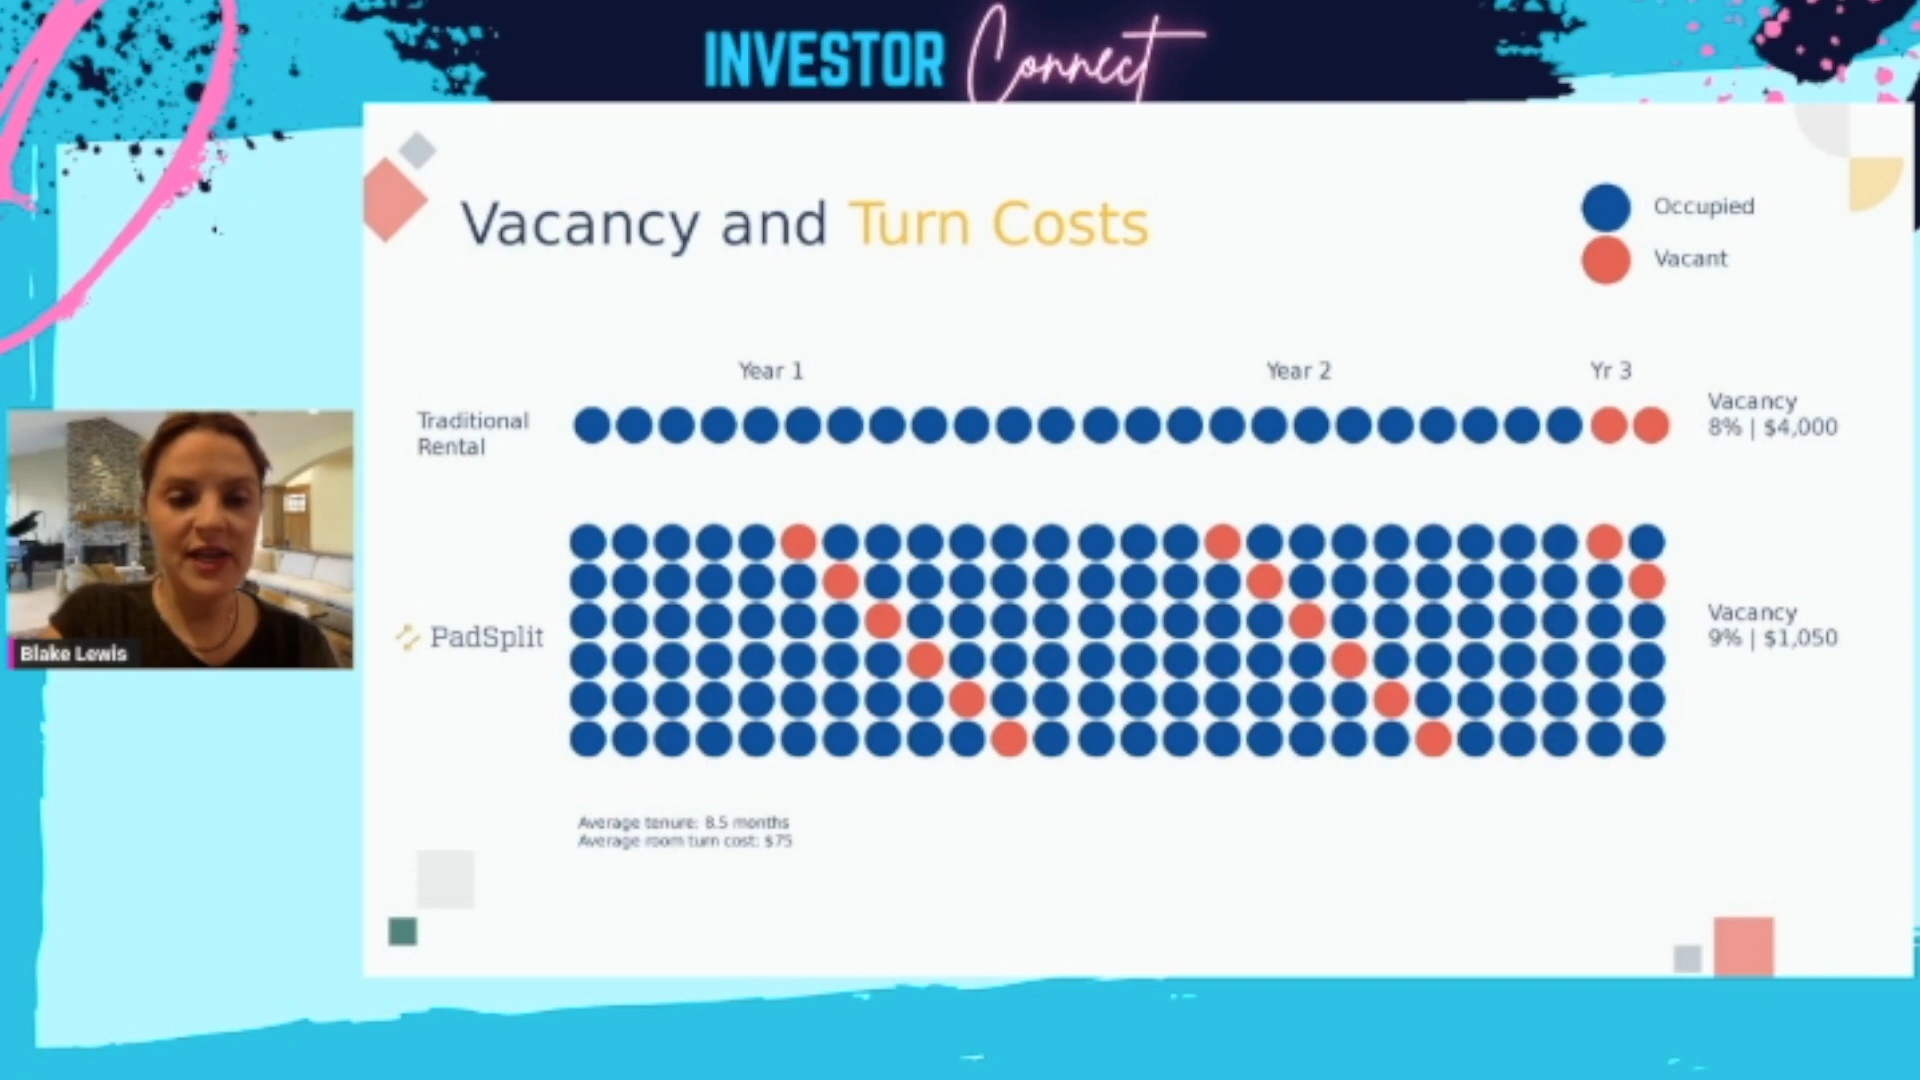 INVESTOR Connect
Vacancy and Turn Costs
Occupied
Vacant
Year 1
Year 2
Yr 3
Traditional
Rental
Vacancy
8% | $4,000
PadSplit
Vacancy
9% | $1,050
Average tenure: 8.5 months
Average room turn cost: $75
Blake Lewis